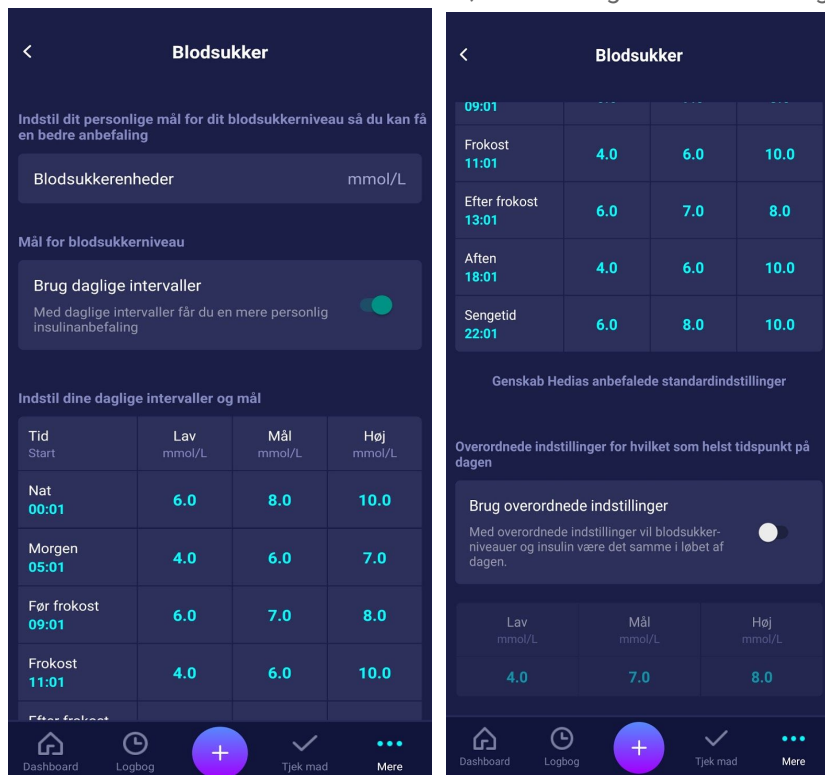 Blodsukker
Indstil dit personlige mål for dit blodsukkerniveau så du kan få
en bedre anbefaling
Blodsukkerenheder mmol/L
Mål for blodsukkerniveau
Brug daglige intervaller
Med daglige intervaller får du en mere personlig
insulinanbefaling
Indstil dine daglige intervaller og mål
Tid Lav Mål Høj
Start mmol/L mmol/L mmol/L
Nat
00:01 6.0 8.0 10.0
Morgen
05:01 4.0 6.0 7.0
Før frokost
09:01 6.0 7.0 8.0
Frokost
11:01 4.0 6.0 10.0
Efter frokost
Dashboard Logbog + Tjek mad Mere
Blodsukker
09:01
Frokost
11:01 4.0 6.0 10.0
Efter frokost
13:01 6.0 7.0 8.0
Aften
18:01 4.0 6.0 10.0
Sengetid
22:01 6.0 8.0 10.0
Genskab Hedias anbefalede standardindstillinger
Overordnede indstillinger for hvilket som helst tidspunkt på
dagen
Brug overordnede indstillinger
Med overordnede indstillinger vil blodsukker-
niveauer og insulin være det samme i løbet af
dagen.
Lav Mål Høj
mmol/L mmol/L mmol/L
4.0 7.0 8.0
Dashboard Logbog + Tjek mad Mere